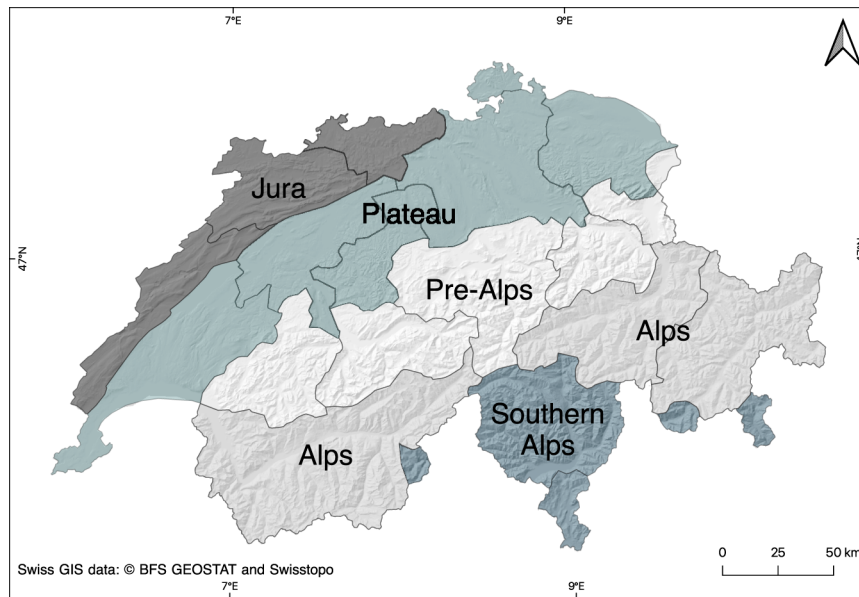 7°E
9°E
Jura
Plateau
47°N
Pre-Alps
Alps
Southern
Alps
Alps
Swiss GIS data: © BFS GEOSTAT and Swisstopo
0 25 50 km
7°E
9°E